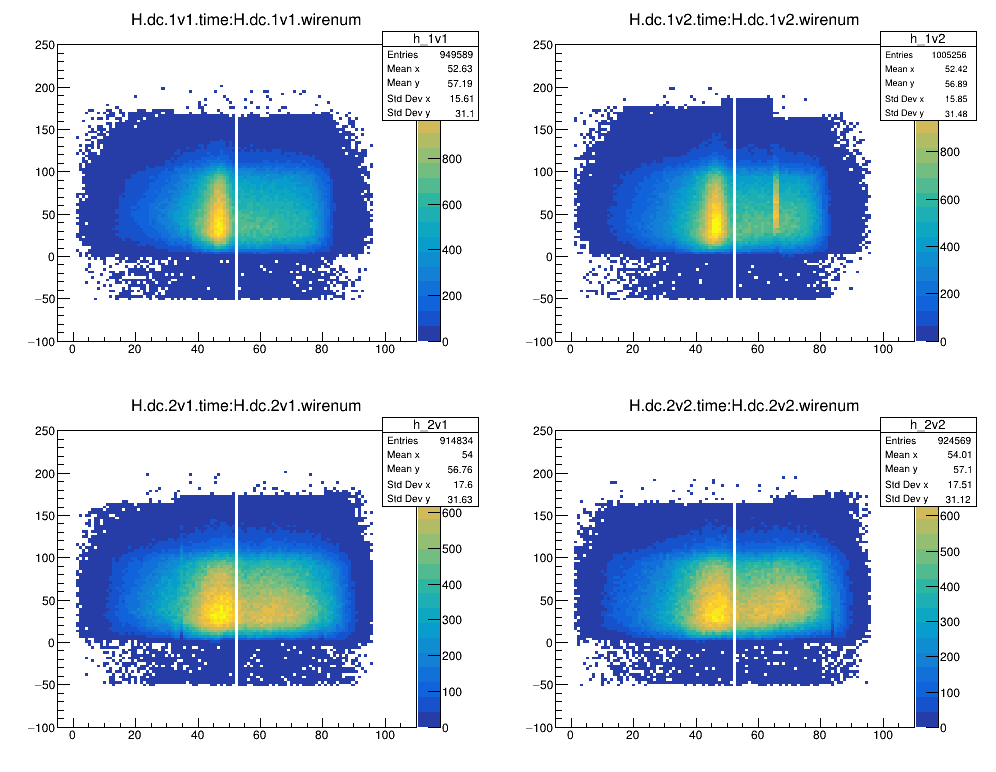 H.dc.1v1.time:H.dc.1v1.wirenum
h_1v1
Entries 949589
Mean x 52.63
Mean y 57.19
Std Dev x 15.61
Std Dev y 31.1
250
200
150
100
50
0
−50
−100
0 20 40 60 80 100
800
600
400
200
0
H.dc.1v2.time:H.dc.1v2.wirenum
h_1v2
Entries 1005256
Mean x 52.42
Mean y 56.89
Std Dev x 15.85
Std Dev y 31.48
250
200
150
100
50
0
−50
−100
0 20 40 60 80 100
800
600
400
200
0
H.dc.2v1.time:H.dc.2v1.wirenum
h_2v1
Entries 914834
Mean x 54
Mean y 56.76
Std Dev x 17.6
Std Dev y 31.63
250
200
150
100
50
0
−50
−100
0 20 40 60 80 100
600
500
400
300
200
100
0
H.dc.2v2.time:H.dc.2v2.wirenum
h_2v2
Entries 924569
Mean x 54.01
Mean y 57.1
Std Dev x 17.51
Std Dev y 31.12
250
200
150
100
50
0
−50
−100
0 20 40 60 80 100
600
500
400
300
200
100
0